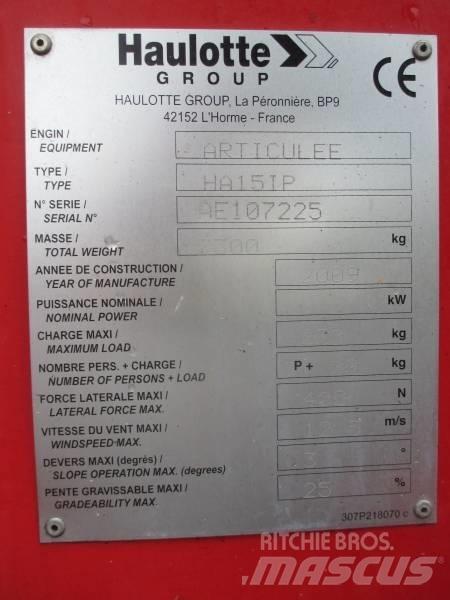 Haulotte
GROUP
CE
HAULOTTE GROUP, La Péronnière, BP9
42152 L'Horme - France
ENGIN /
EQUIPMENT
ARTICULEE
TYPE /
TYPE
HA15IP
N° SERIE /
SERIAL N°
AE107225
MASSE /
TOTAL WEIGHT
kg
ANNEE DE CONSTRUCTION /
YEAR OF MANUFACTURE
2009
PUISSANCE NOMINALE /
NOMINAL POWER
kW
CHARGE MAXI /
MAXIMUM LOAD
kg
NOMBRE PERS. + CHARGE /
NUMBER OF PERSONS + LOAD
P + kg
FORCE LATERALE MAXI /
LATERAL FORCE MAX.
400 N
VITESSE DU VENT MAXI /
WINDSPEED MAX.
m/s
DEVERS MAXI (degrés) /
SLOPE OPERATION MAX. (degrees)
3 °
PENTE GRAVISSABLE MAXI /
GRADEABILITY MAX.
25 %
307P218070 c
RITCHIE BROS.
MASCUS